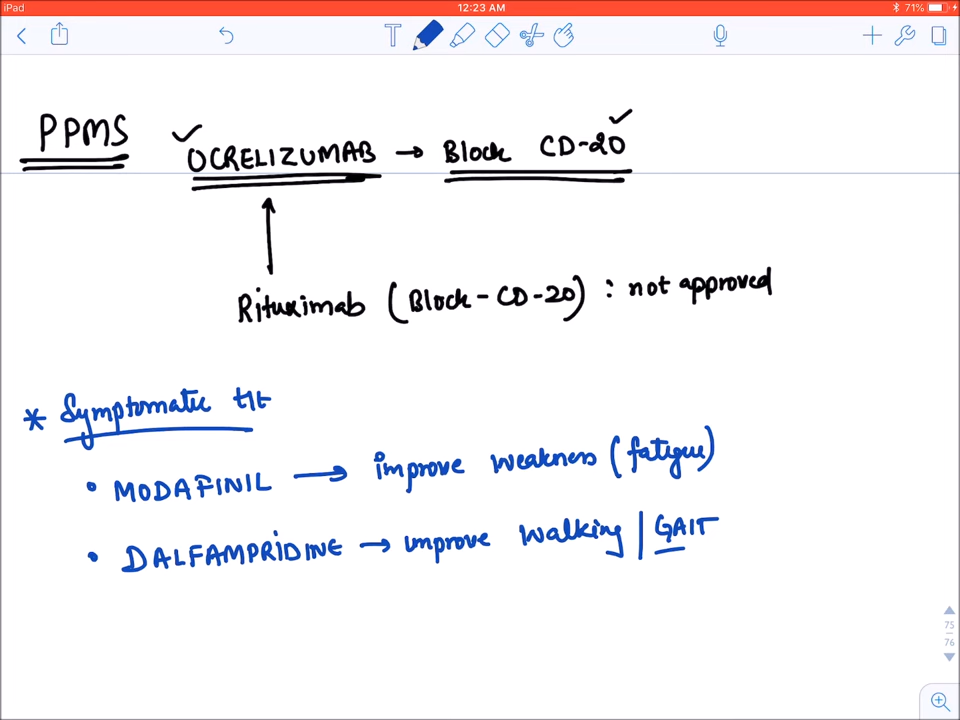 iPad
12:23 AM
71%
T
PPMS
OCRELIZUMAB → Block CD-20
Rituximab (Block-CD-20) : not approved
* Symptomatic ttt
• MODAFINIL → improve weakness (fatigue)
• DALFAMPRIDINE → improve walking | GAIT
75
76